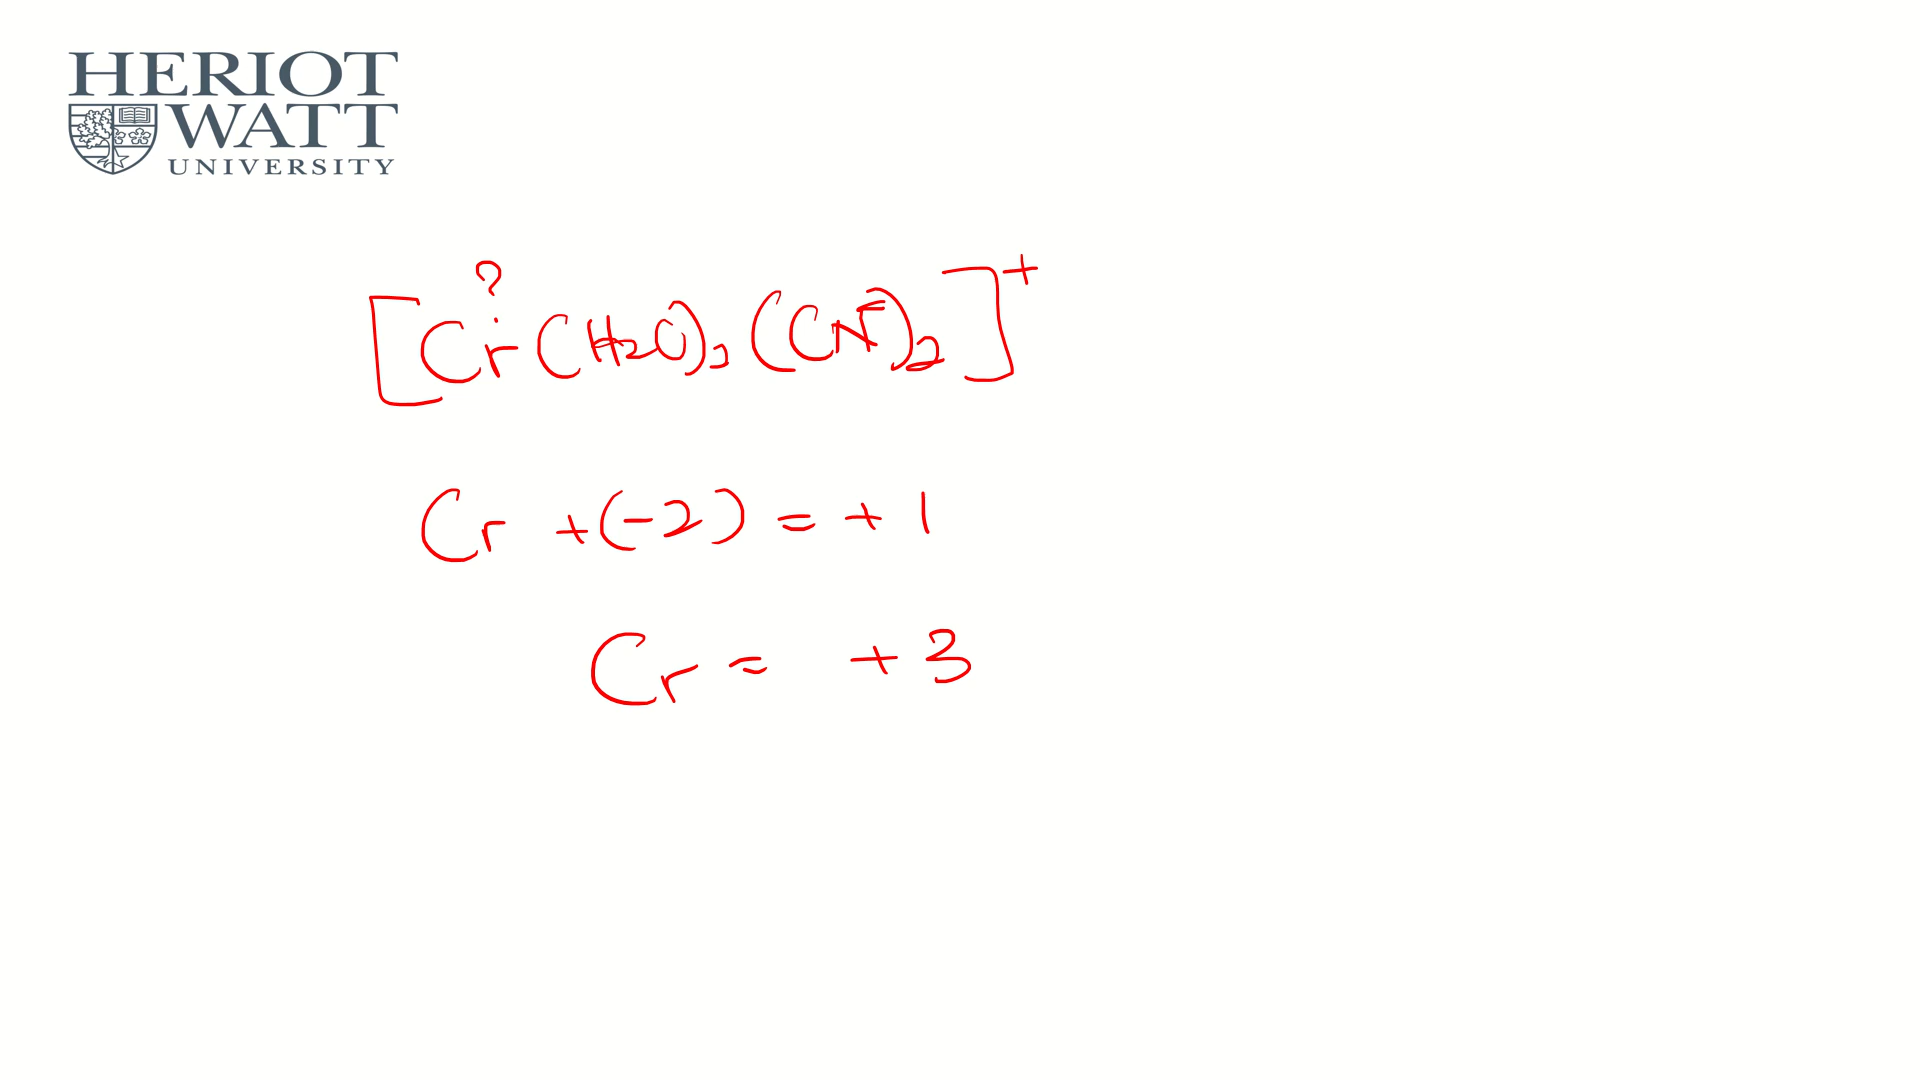 HERIOT
WATT
UNIVERSITY
?
[Cr(H₂O)₂(CN⁻)₂]⁺
Cr +(-2) = +1
Cr = +3